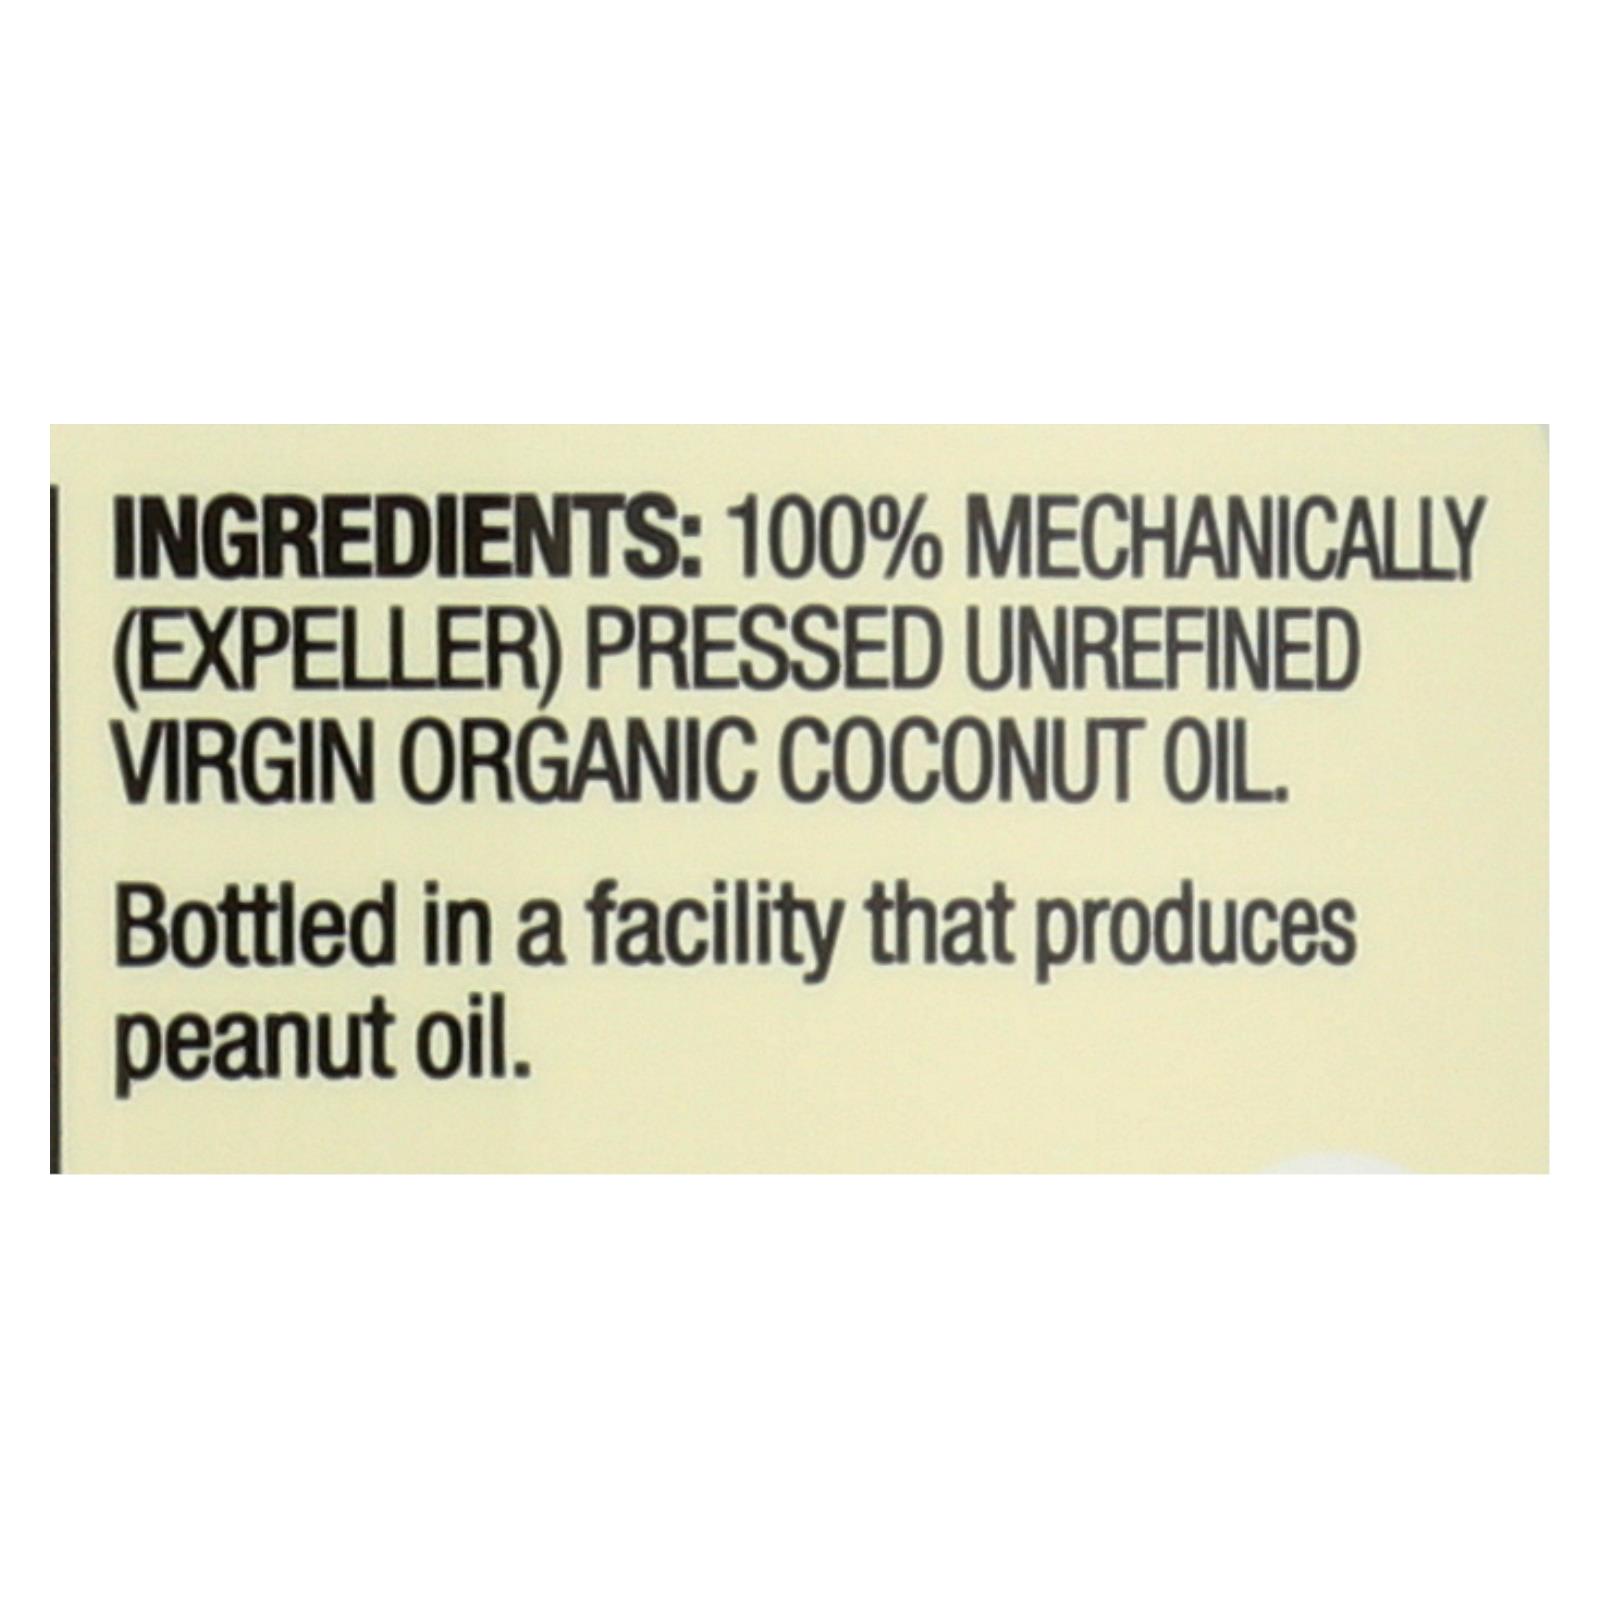 INGREDIENTS: 100% MECHANICALLY
(EXPELLER) PRESSED UNREFINED
VIRGIN ORGANIC COCONUT OIL.
Bottled in a facility that produces
peanut oil.